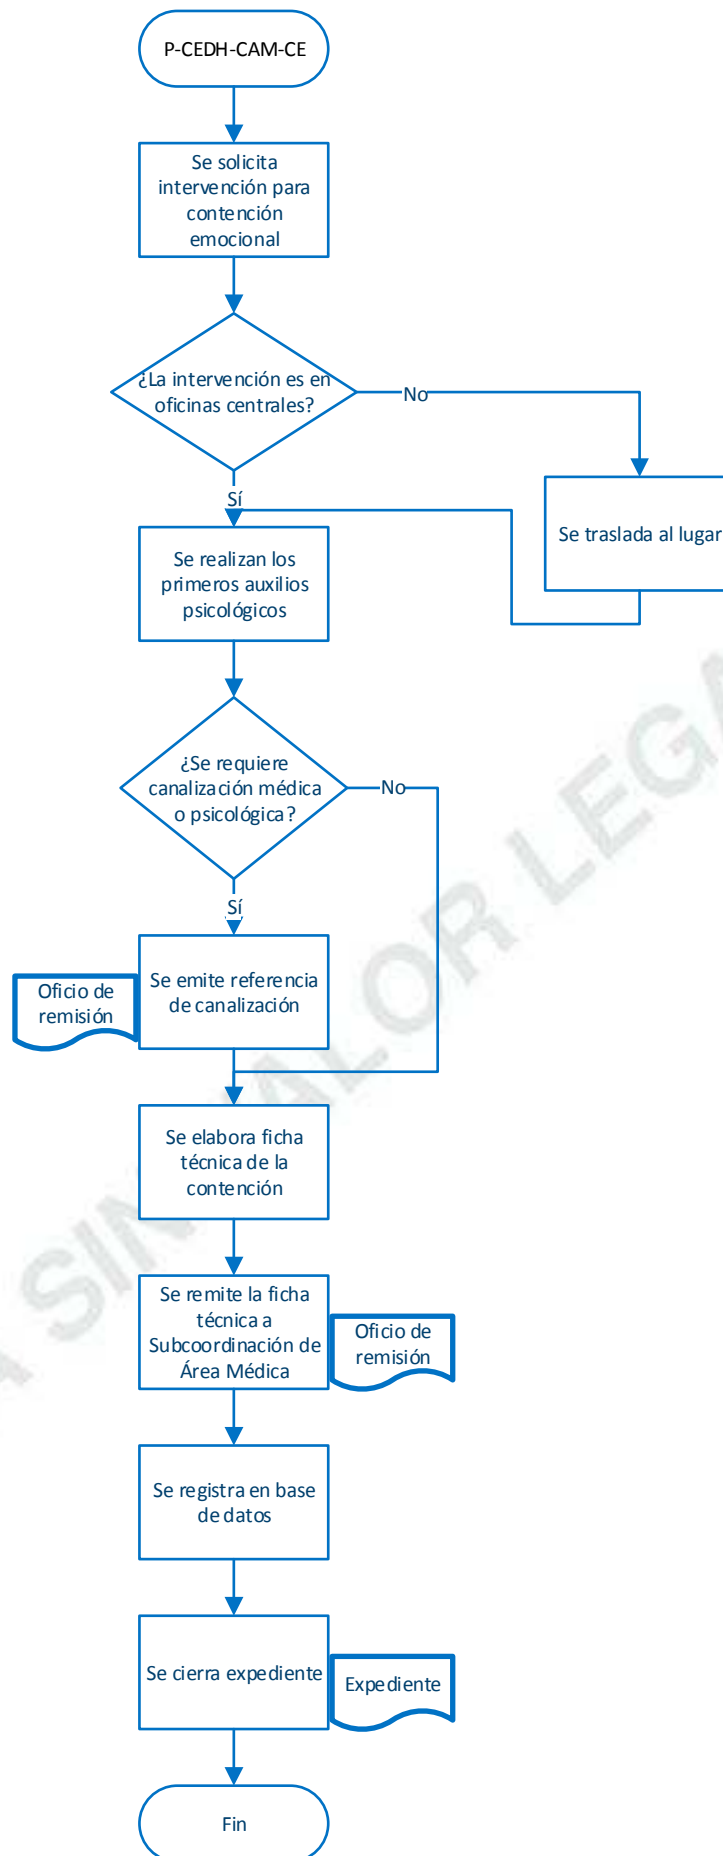 P-CEDH-CAM-CE
Se solicita
intervención para
contención
emocional
¿La intervención es en
oficinas centrales?
No
Sí
Se traslada al lugar
Se realizan los
primeros auxilios
psicológicos
¿Se requiere
canalización médica
o psicológica?
No
Sí
Oficio de
remisión
Se emite referencia
de canalización
Se elabora ficha
técnica de la
contención
Se remite la ficha
técnica a
Subcoordinación de
Área Médica
Oficio de
remisión
Se registra en base
de datos
Se cierra expediente
Expediente
Fin
A SIN VALOR LEGA